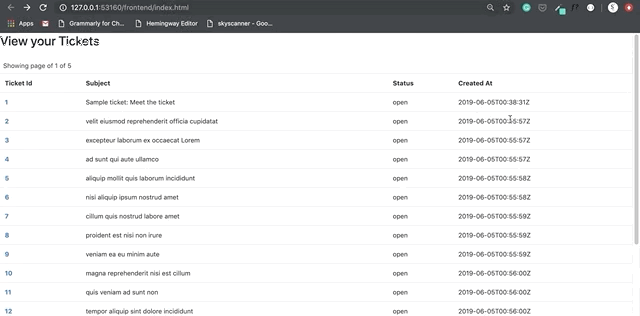 127.0.0.1:53160/frontend/index.html
Apps Grammarly for Ch... Hemingway Editor skyscanner - Goo...
View your Tickets
Showing page of 1 of 5
Ticket Id Subject Status Created At
1 Sample ticket: Meet the ticket open 2019-06-05T00:38:31Z
2 velit eiusmod reprehenderit officia cupidatat open 2019-06-05T00:55:57Z
3 excepteur laborum ex occaecat Lorem open 2019-06-05T00:55:57Z
4 ad sunt qui aute ullamco open 2019-06-05T00:55:57Z
5 aliquip mollit quis laborum incididunt open 2019-06-05T00:55:58Z
6 nisi aliquip ipsum nostrud amet open 2019-06-05T00:55:58Z
7 cillum quis nostrud labore amet open 2019-06-05T00:55:59Z
8 proident est nisi non irure open 2019-06-05T00:55:59Z
9 veniam ea eu minim aute open 2019-06-05T00:55:59Z
10 magna reprehenderit nisi est cillum open 2019-06-05T00:56:00Z
11 quis veniam ad sunt non open 2019-06-05T00:56:00Z
12 tempor aliquip sint dolore incididunt open 2019-06-05T00:56:00Z